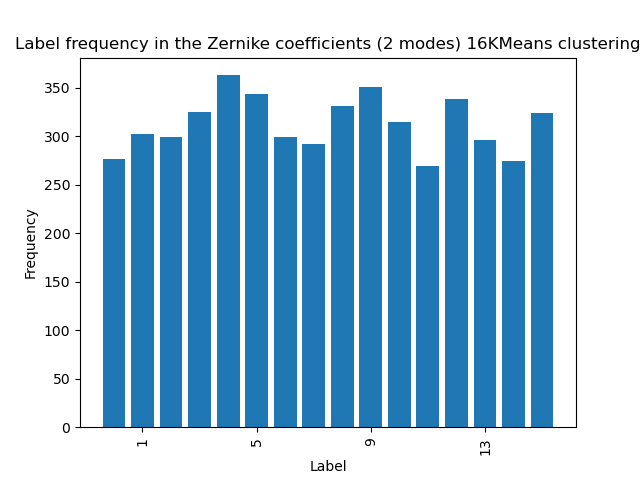 Label frequency in the Zernike coefficients (2 modes) 16KMeans clustering
350
300
250
200
150
100
50
0
Frequency
1 5 9 13
Label